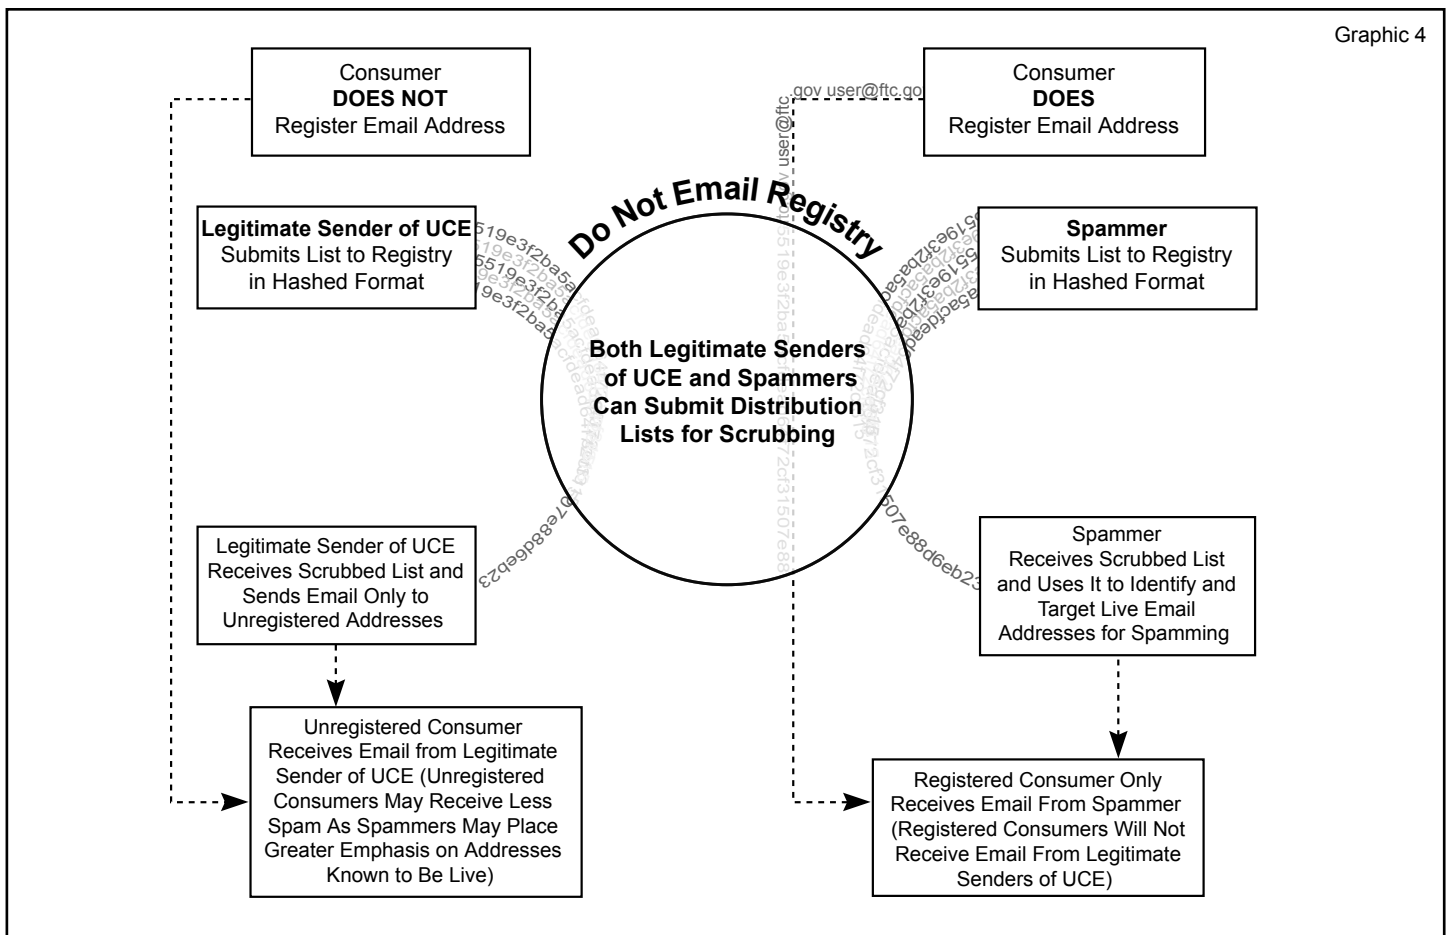 Graphic 4
Consumer
DOES NOT
Register Email Address
.gov user@ftc.go
Consumer
DOES
Register Email Address
Do Not Email Registry
Legitimate Sender of UCE
Submits List to Registry
in Hashed Format
Spammer
Submits List to Registry
in Hashed Format
Both Legitimate Senders
of UCE and Spammers
Can Submit Distribution
Lists for Scrubbing
Legitimate Sender of UCE
Receives Scrubbed List and
Sends Email Only to
Unregistered Addresses
07e88d6eb23
507e88d6eb23
Spammer
Receives Scrubbed List
and Uses It to Identify and
Target Live Email
Addresses for Spamming
Unregistered Consumer
Receives Email from Legitimate
Sender of UCE (Unregistered
Consumers May Receive Less
Spam As Spammers May Place
Greater Emphasis on Addresses
Known to Be Live)
Registered Consumer Only
Receives Email From Spammer
(Registered Consumers Will Not
Receive Email From Legitimate
Senders of UCE)